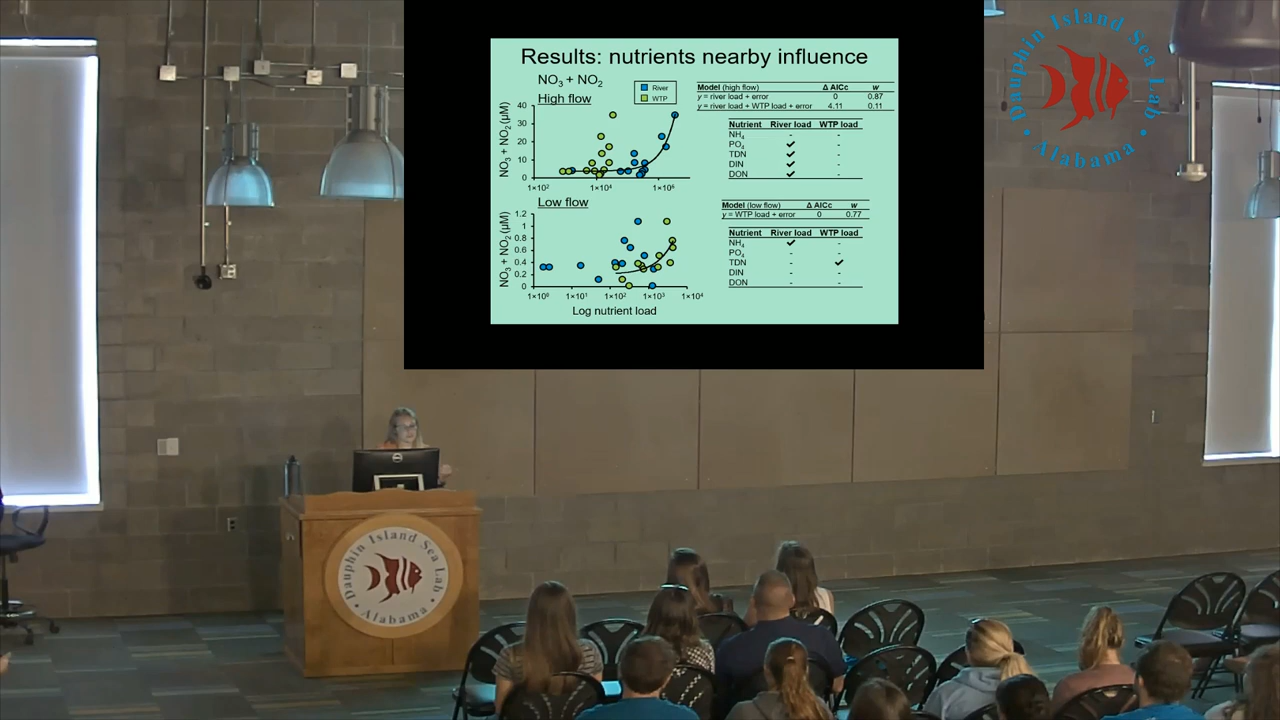 Results: nutrients nearby influence
NO₃ + NO₂
High flow
River
WTP
NO₃ + NO₂ (µM)
40
30
20
10
0
1×10² 1×10⁴ 1×10⁶
Model (high flow) Δ AICc w
y = river load + error 0 0.87
y = river load + WTP load + error 4.11 0.11
Nutrient River load WTP load
NH₄ - -
PO₄ ✓ -
TDN ✓ -
DIN ✓ -
DON ✓ -
Low flow
NO₃ + NO₂ (µM)
1.2
1
0.8
0.6
0.4
0.2
0
1×10⁰ 1×10¹ 1×10² 1×10³ 1×10⁴
Log nutrient load
Model (low flow) Δ AICc w
y = WTP load + error 0 0.77
Nutrient River load WTP load
NH₄ ✓ -
PO₄ - -
TDN - ✓
DIN - -
DON - -
Dauphin Island Sea Lab
Alabama
DELL
Dauphin Island Sea Lab
Alabama